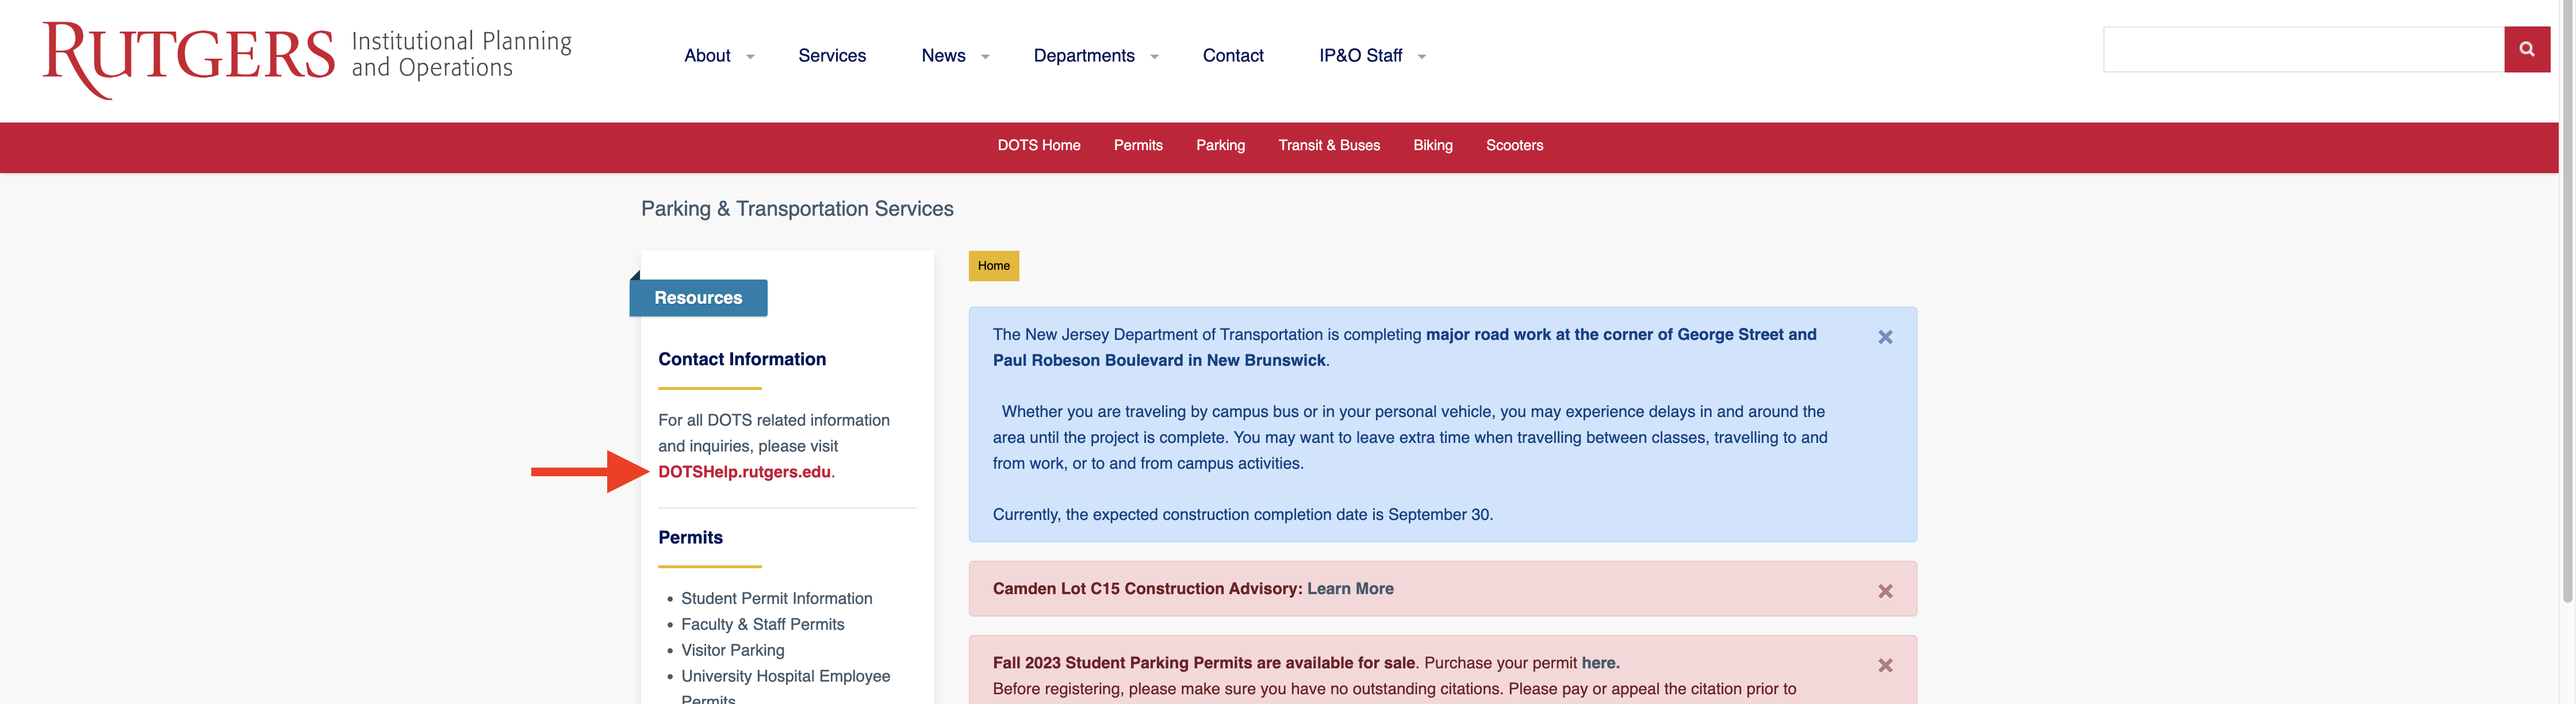 RUTGERS Institutional Planning
and Operations
About Services News Departments Contact IP&O Staff
DOTS Home Permits Parking Transit & Buses Biking Scooters
Parking & Transportation Services
Resources
Contact Information
For all DOTS related information
and inquiries, please visit
DOTSHelp.rutgers.edu.
Permits
• Student Permit Information
• Faculty & Staff Permits
• Visitor Parking
• University Hospital Employee
Permits
Home
The New Jersey Department of Transportation is completing major road work at the corner of George Street and
Paul Robeson Boulevard in New Brunswick.
Whether you are traveling by campus bus or in your personal vehicle, you may experience delays in and around the
area until the project is complete. You may want to leave extra time when travelling between classes, travelling to and
from work, or to and from campus activities.
Currently, the expected construction completion date is September 30.
Camden Lot C15 Construction Advisory: Learn More
Fall 2023 Student Parking Permits are available for sale. Purchase your permit here.
Before registering, please make sure you have no outstanding citations. Please pay or appeal the citation prior to